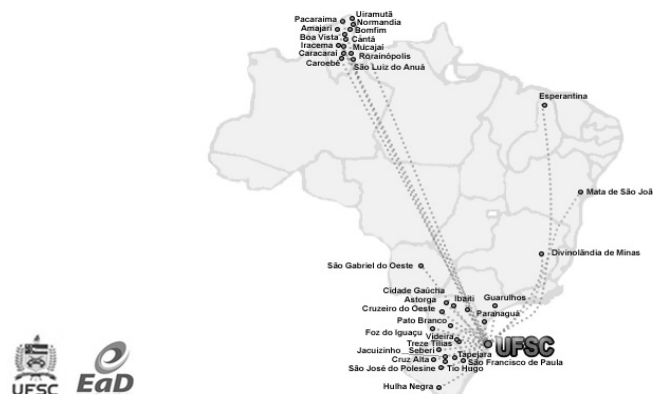 Uiramutã
Pacaraima
Normandia
Amajari
Bonfim
Boa Vista
Cantá
Iracema
Mucajaí
Caracaraí
Rorainópolis
Caroebe
São Luiz do Anuá
Esperantina
Mata de São Joã
Divinolândia de Minas
São Gabriel do Oeste
Cidade Gaúcha
Astorga
Ibaiti
Guarulhos
Cruzeiro do Oeste
Paranaguá
Pato Branco
Foz do Iguaçu
Videira
UFSC
Treze Tílias
Jacuizinho
Seberi
Tapejara
Cruz Alta
São Francisco de Paula
São José do Polesine
Tio Hugo
Hulha Negra
UFSC
EaD